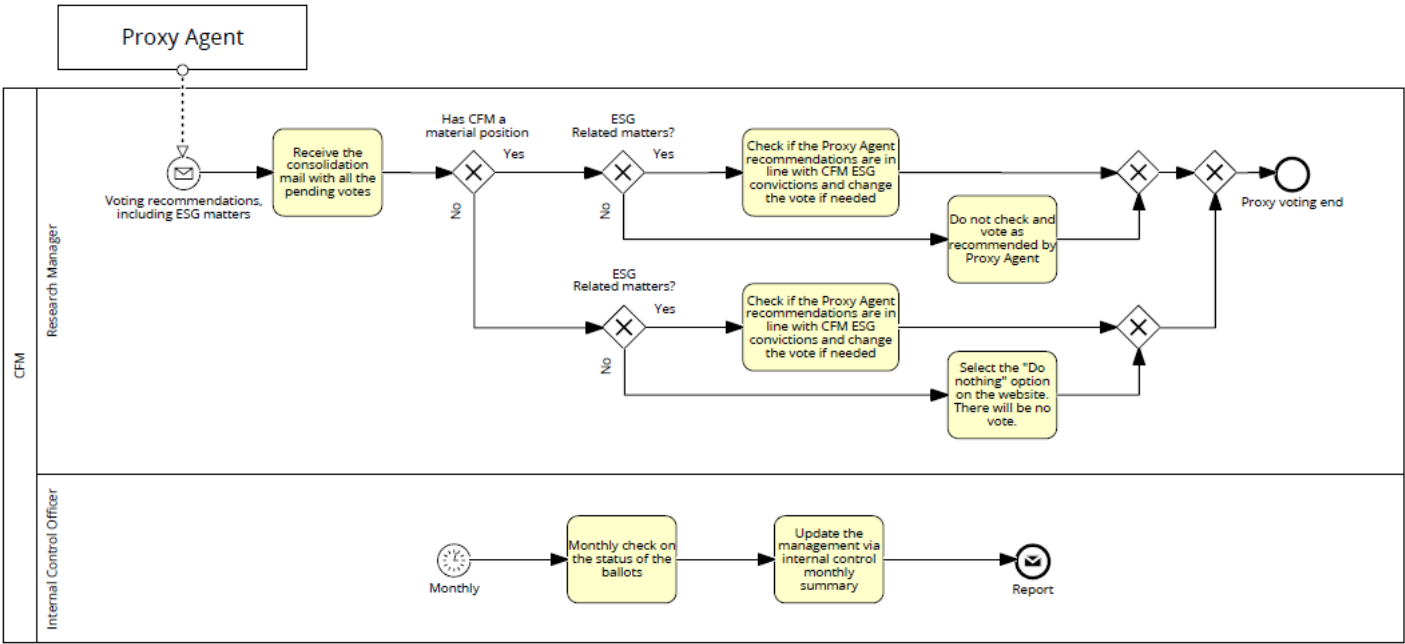 Proxy Agent
Has CFM a
material position
ESG
Related matters?
Yes
Yes
Receive the
consolidation
mail with all the
pending votes
Check if the Proxy Agent
recommendations are in
line with CFM ESG
convictions and change
the vote if needed
Voting recommendations,
including ESG matters
No
No
Proxy voting end
Do not check and
vote as
recommended by
Proxy Agent
Research Manager
ESG
Related matters?
Yes
Check if the Proxy Agent
recommendations are in
line with CFM ESG
convictions and change
the vote if needed
No
Select the "Do
nothing" option
on the website.
There will be no
vote.
CFM
Internal Control Officer
Monthly
Monthly check on
the status of the
ballots
Update the
management via
internal control
monthly
summary
Report